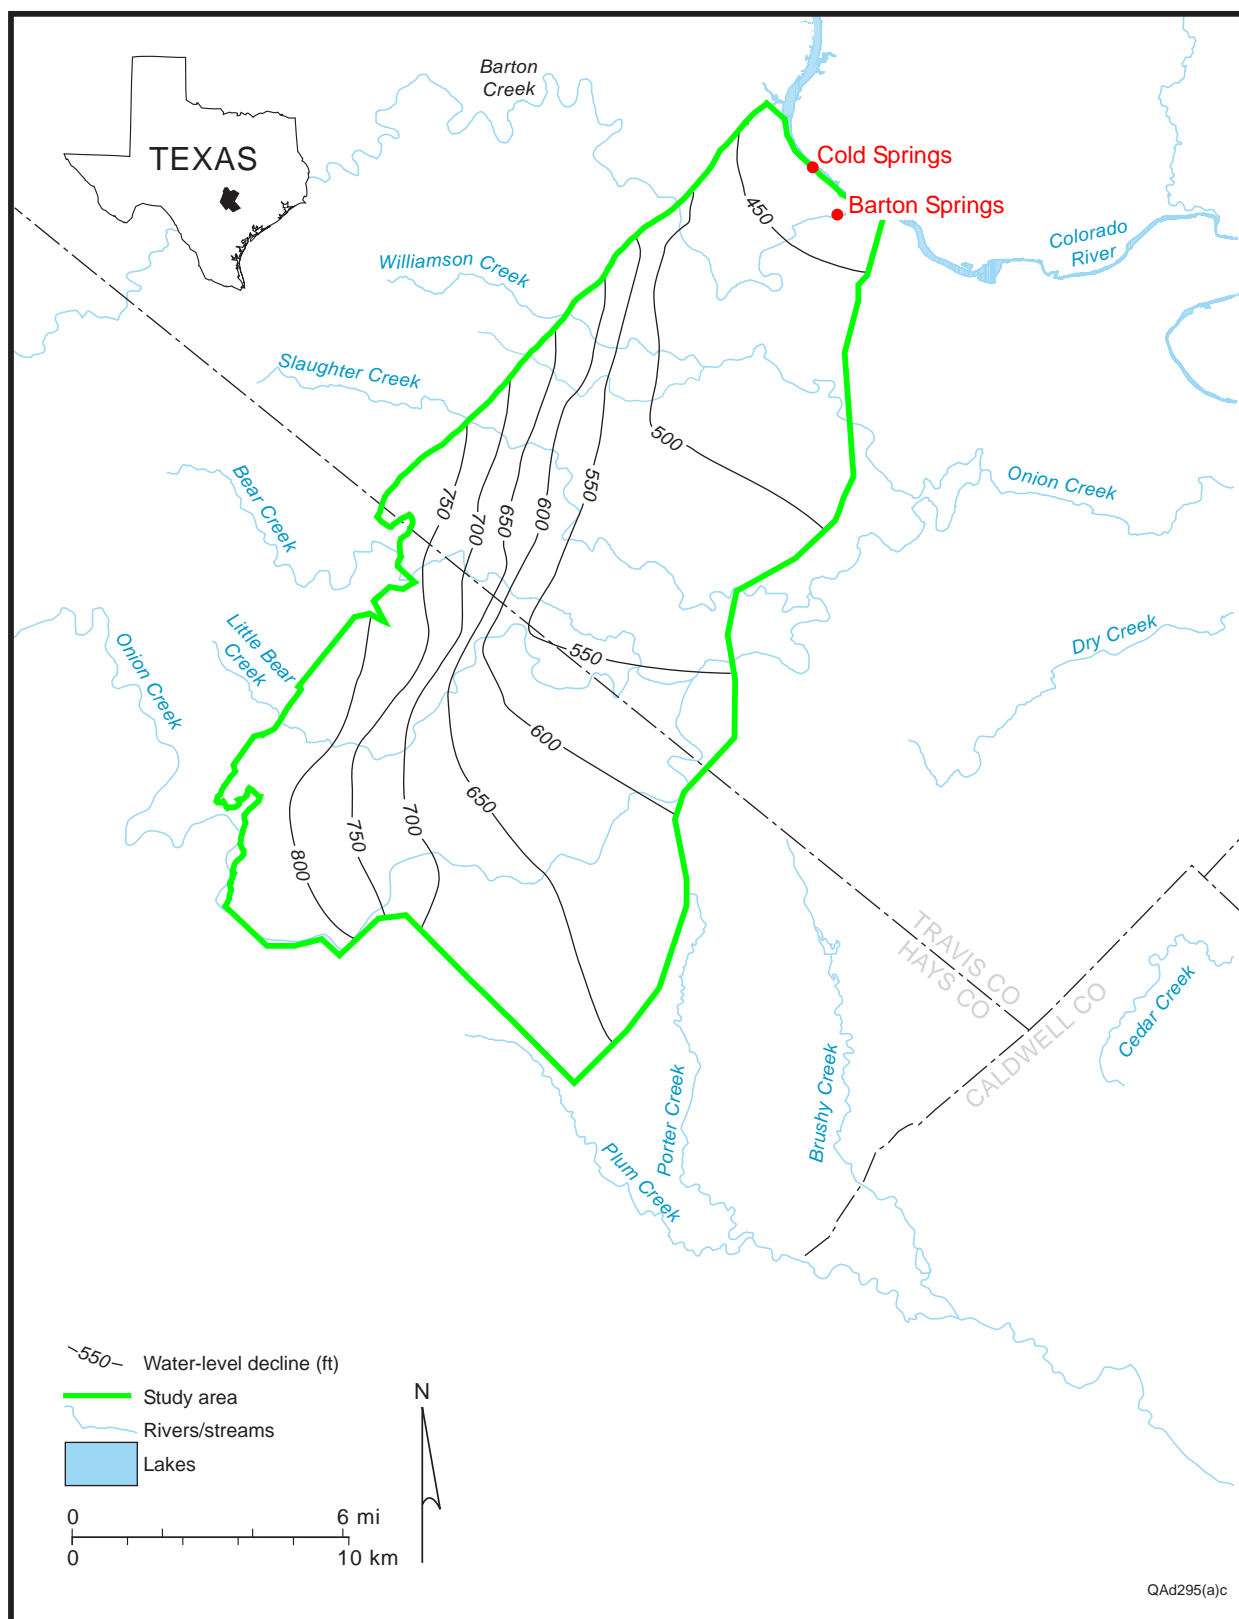 Barton
Creek
TEXAS
Cold Springs
Barton Springs
450
Colorado
River
Williamson Creek
Slaughter Creek
500
Bear Creek
750
700
650
600
550
Onion Creek
Little Bear
Creek
Onion Creek
550
Dry Creek
600
650
700
750
800
TRAVIS CO
HAYS CO
CALDWELL CO
Cedar Creek
Porter Creek
Brushy Creek
Plum Creek
550
Water-level decline (ft)
Study area
Rivers/streams
Lakes
N
0 6 mi
0 10 km
QAd295(a)c